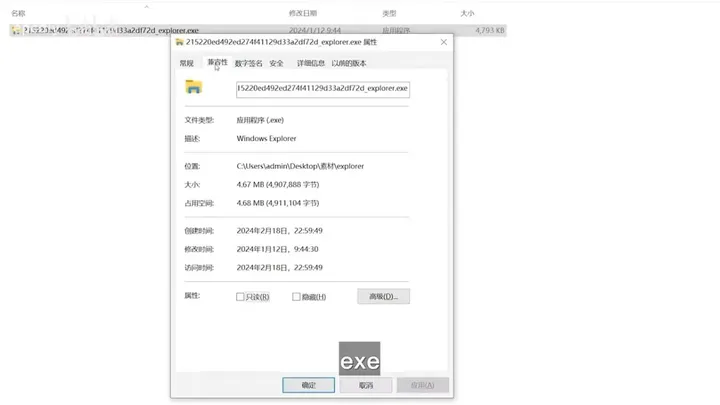 名称 修改日期 类型 大小
215220ed492ed274f41129d33a2df72d_explorer.exe 2024/1/12 9:44 应用程序 4,793 KB
215220ed492ed274f41129d33a2df72d_explorer.exe 属性
常规 兼容性 数字签名 安全 详细信息 以前的版本
15220ed492ed274f41129d33a2df72d_explorer.exe
文件类型: 应用程序 (.exe)
描述: Windows Explorer
位置: C:\Users\admin\Desktop\素材\explorer
大小: 4.67 MB (4,907,888 字节)
占用空间: 4.68 MB (4,911,104 字节)
创建时间: 2024年2月18日, 22:59:49
修改时间: 2024年1月12日, 9:44:30
访问时间: 2024年2月18日, 22:59:49
属性: 只读(R) 隐藏(H) 高级(D)...
exe
确定 取消 应用(A)